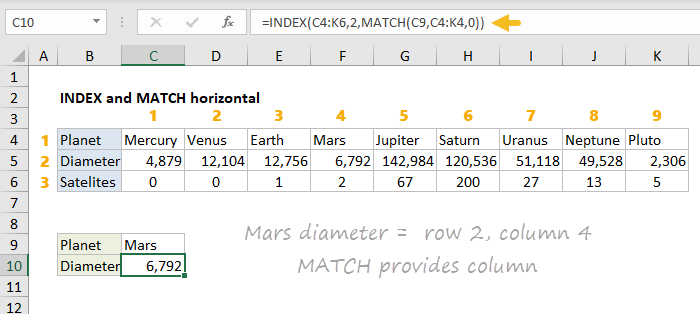 C10 fx =INDEX(C4:K6,2,MATCH(C9,C4:K4,0))
A B C D E F G H I J K
1
2 INDEX and MATCH horizontal
3 1 2 3 4 5 6 7 8 9
4 1 Planet Mercury Venus Earth Mars Jupiter Saturn Uranus Neptune Pluto
5 2 Diameter 4,879 12,104 12,756 6,792 142,984 120,536 51,118 49,528 2,306
6 3 Satelites 0 0 1 2 67 200 27 13 5
7
8
9 Planet Mars Mars diameter = row 2, column 4
10 Diameter 6,792 MATCH provides column
11
12